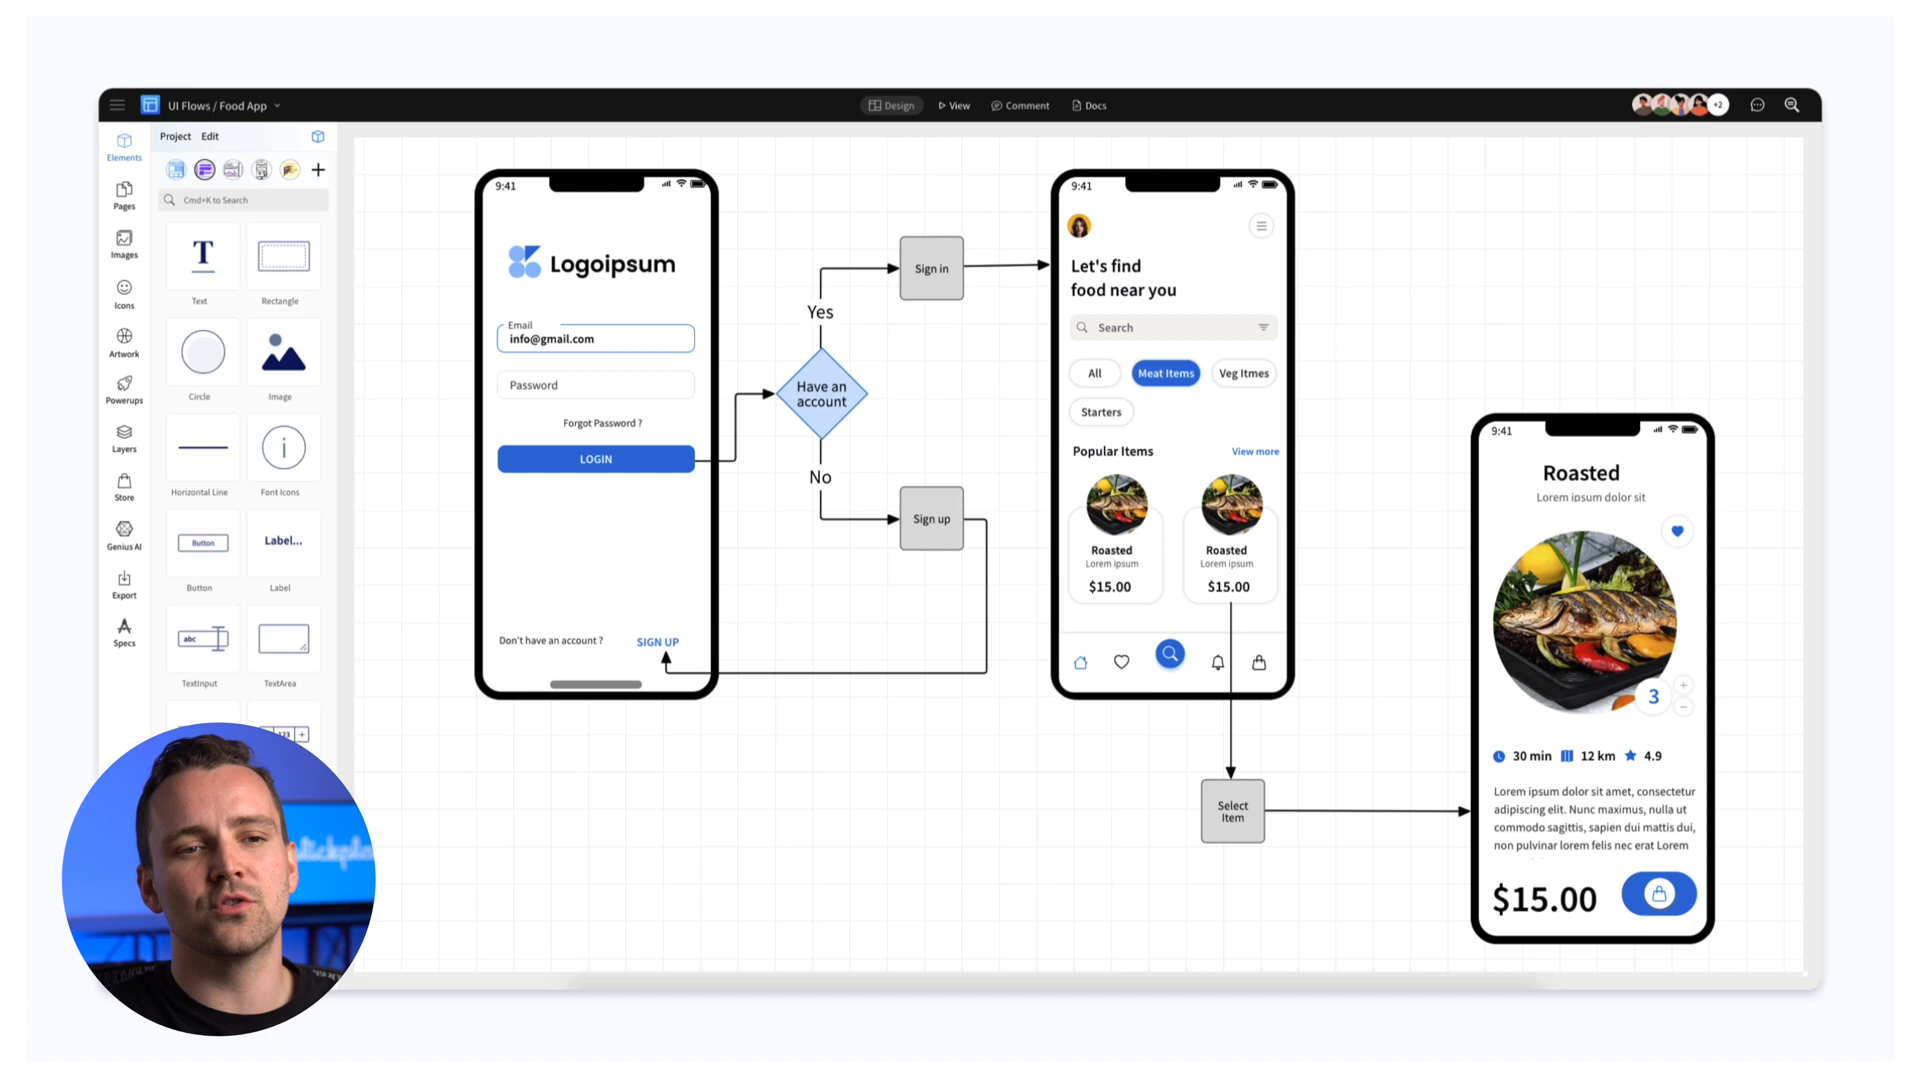 UI Flows / Food App
Design
View
Comment
Docs
+2
Elements
Pages
Images
Icons
Artwork
Powerups
Layers
Store
Genius AI
Export
Specs
Project
Edit
Cmd+K to Search
T
Text
Rectangle
Circle
Image
Horizontal Line
i
Font Icons
Button
Button
Label...
Label
abc
TextInput
TextArea
123 +
9:41
Logoipsum
Email
info@gmail.com
Password
Forgot Password ?
LOGIN
Don't have an account ?
SIGN UP
Have an
account
Yes
No
Sign in
Sign up
9:41
Let's find
food near you
Search
All
Meat Items
Veg Itmes
Starters
Popular Items
View more
Roasted
Lorem ipsum
$15.00
Roasted
Lorem ipsum
$15.00
Select
Item
9:41
Roasted
Lorem ipsum dolor sit
3
+
−
30 min
12 km
4.9
Lorem ipsum dolor sit amet, consectetur
adipiscing elit. Nunc maximus, nulla ut
commodo sagittis, sapien dui mattis dui,
non pulvinar lorem felis nec erat Lorem
$15.00